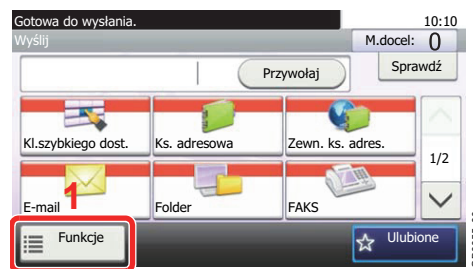 Gotowa do wysłania. 10:10
Wyślij M.docel: 0
Przywołaj Sprawdź
Kl.szybkiego dost. Ks. adresowa Zewn. ks. adres.
1/2
E-mail Folder FAKS
1
Funkcje Ulubione